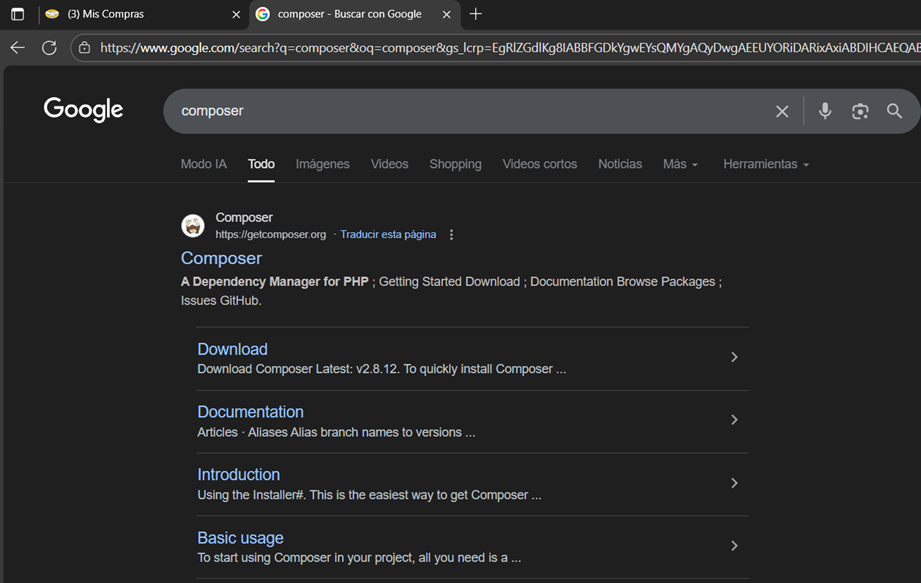 (3) Mis Compras
composer - Buscar con Google
https://www.google.com/search?q=composer&oq=composer&gs_lcrp=EgRlZGdlKg8IABBFGDkYgwEYsQMYgAQyDwgAEEUYORiDARixAxiABDIHCAEQAB
Google
composer
Modo IA Todo Imágenes Videos Shopping Videos cortos Noticias Más Herramientas
Composer
https://getcomposer.org · Traducir esta página
Composer
A Dependency Manager for PHP ; Getting Started Download ; Documentation Browse Packages ;
Issues GitHub.
Download
Download Composer Latest: v2.8.12. To quickly install Composer ...
Documentation
Articles · Aliases Alias branch names to versions ...
Introduction
Using the Installer#. This is the easiest way to get Composer ...
Basic usage
To start using Composer in your project, all you need is a ...